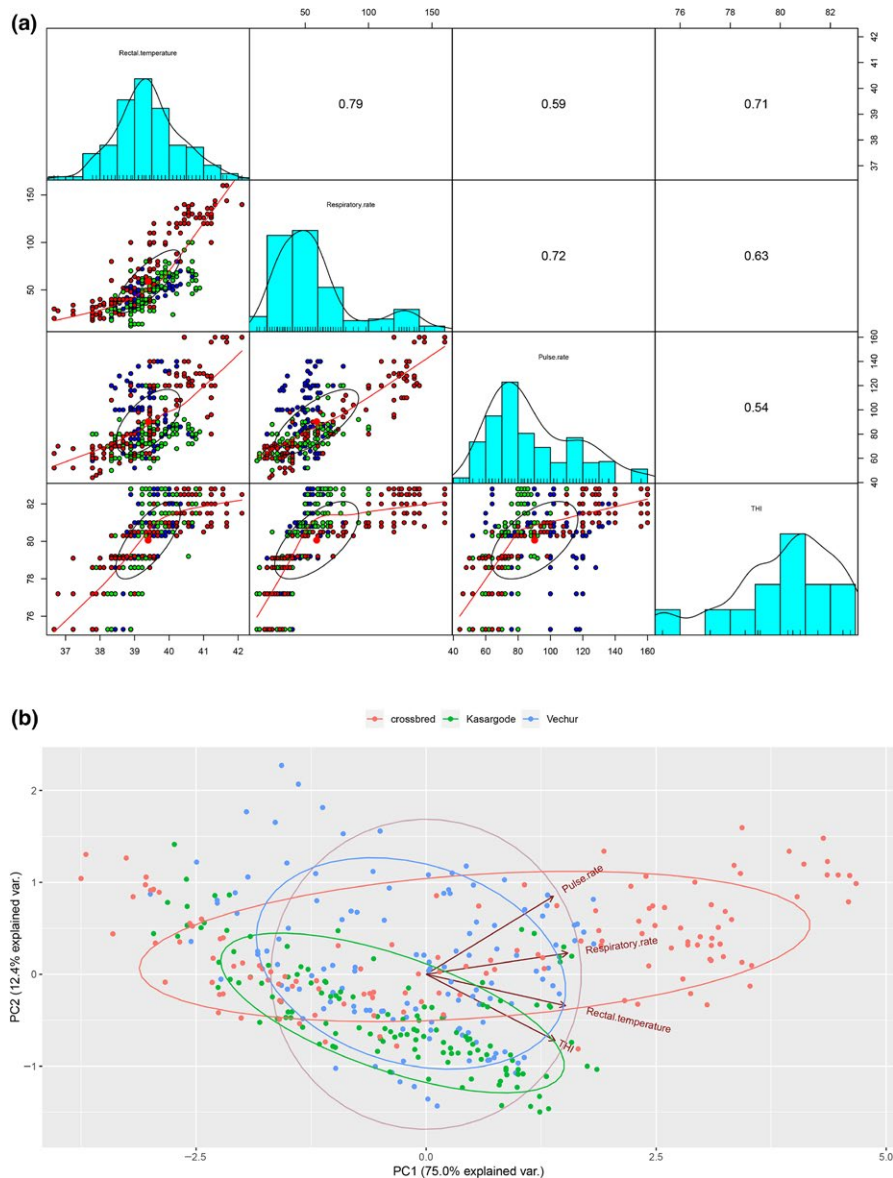 (a)
50 100 150
76 78 80 82
Rectal.temperature
0.79
0.59
0.71
37 38 39 40 41 42
50 100 150
Respiratory.rate
0.72
0.63
Pulse.rate
0.54
40 60 80 100 120 140 160
76 78 80 82
THI
37 38 39 40 41 42
40 60 80 100 120 140 160
(b)
crossbred Kasargode Vechur
2
1
0
−1
PC2 (12.4% explained var.)
Pulse.rate
Respiratory.rate
Rectal.temperature
THI
−2.5 0.0 2.5 5.0
PC1 (75.0% explained var.)